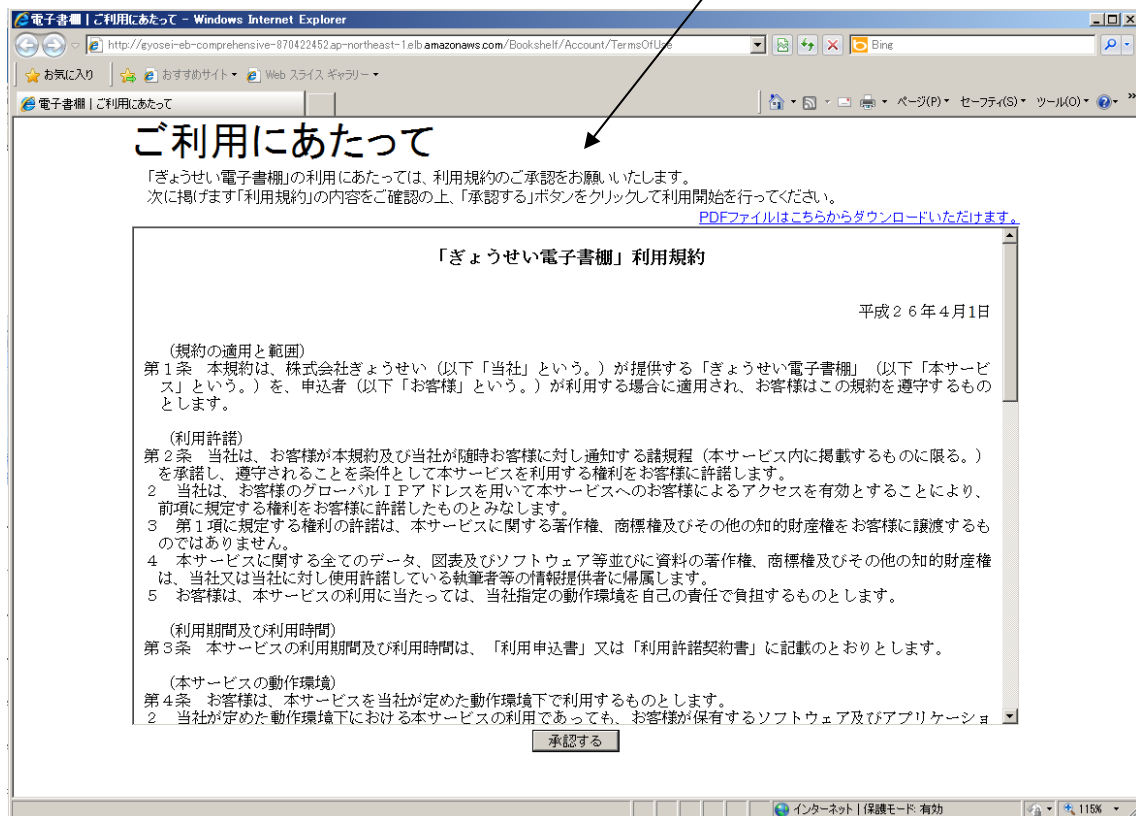 電子書棚 | ご利用にあたって - Windows Internet Explorer
http://gyosei-eb-comprehensive-870422452.ap-northeast-1.elb.amazonaws.com/Bookshelf/Account/TermsOfUse
Bing
お気に入り おすすめサイト Web スライス ギャラリー
電子書棚 | ご利用にあたって
ページ(P) セーフティ(S) ツール(O)
ご利用にあたって
「ぎょうせい電子書棚」の利用にあたっては、利用規約のご承認をお願いいたします。
次に掲げます「利用規約」の内容をご確認の上、「承認する」ボタンをクリックして利用開始を行ってください。
PDFファイルはこちらからダウンロードいただけます。
「ぎょうせい電子書棚」利用規約
平成26年4月1日
（規約の適用と範囲）
第1条 本規約は、株式会社ぎょうせい（以下「当社」という。）が提供する「ぎょうせい電子書棚」（以下「本サービ
ス」という。）を、申込者（以下「お客様」という。）が利用する場合に適用され、お客様はこの規約を遵守するもの
とします。
（利用許諾）
第2条 当社は、お客様が本規約及び当社が随時お客様に対し通知する諸規程（本サービス内に掲載するものに限る。）
を承諾し、遵守されることを条件として本サービスを利用する権利をお客様に許諾します。
2 当社は、お客様のグローバルIPアドレスを用いて本サービスへのお客様によるアクセスを有効とすることにより、
前項に規定する権利をお客様に許諾したものとみなします。
3 第1項に規定する権利の許諾は、本サービスに関する著作権、商標権及びその他の知的財産権をお客様に譲渡するも
のではありません。
4 本サービスに関する全てのデータ、図表及びソフトウェア等並びに資料の著作権、商標権及びその他の知的財産権
は、当社又は当社に対し使用許諾している執筆者等の情報提供者に帰属します。
5 お客様は、本サービスの利用に当たっては、当社指定の動作環境を自己の責任で負担するものとします。
（利用期間及び利用時間）
第3条 本サービスの利用期間及び利用時間は、「利用申込書」又は「利用許諾契約書」に記載のとおりとします。
（本サービスの動作環境）
第4条 お客様は、本サービスを当社が定めた動作環境下で利用するものとします。
2 当社が定めた動作環境下における本サービスの利用であっても、お客様が保有するソフトウェア及びアプリケーショ
承認する
インターネット | 保護モード: 有効 115%